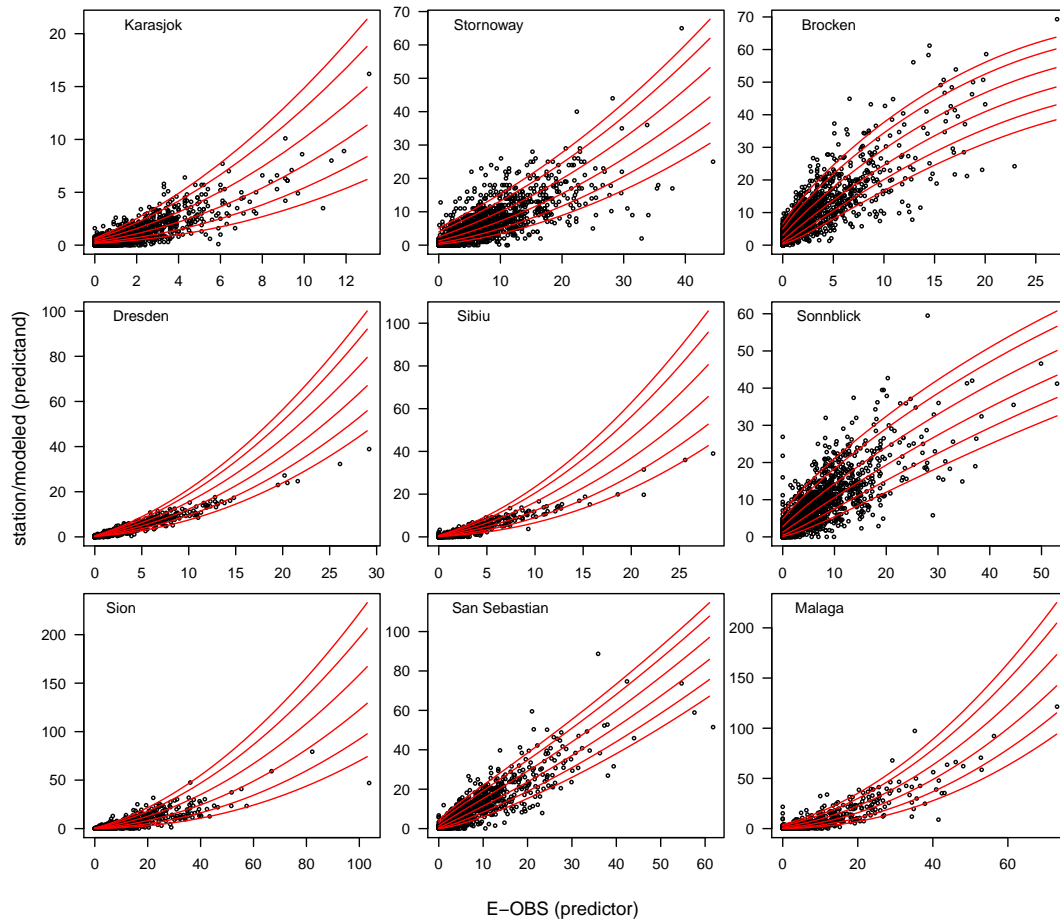 Karasjok
Stornoway
Brocken
0 5 10 15 20
0 10 20 30 40 50 60 70
0 10 20 30 40 50 60 70
0 2 4 6 8 10 12
0 10 20 30 40
0 5 10 15 20 25
Dresden
Sibiu
Sonnblick
station/modeled (predictand)
0 20 40 60 80 100
0 20 40 60 80 100
0 10 20 30 40 50 60
0 5 10 15 20 25 30
0 5 10 15 20 25
0 10 20 30 40 50
Sion
San Sebastian
Malaga
0 50 100 150 200
0 20 40 60 80 100
0 50 100 150 200
0 20 40 60 80 100
0 10 20 30 40 50 60
0 20 40 60
E−OBS (predictor)